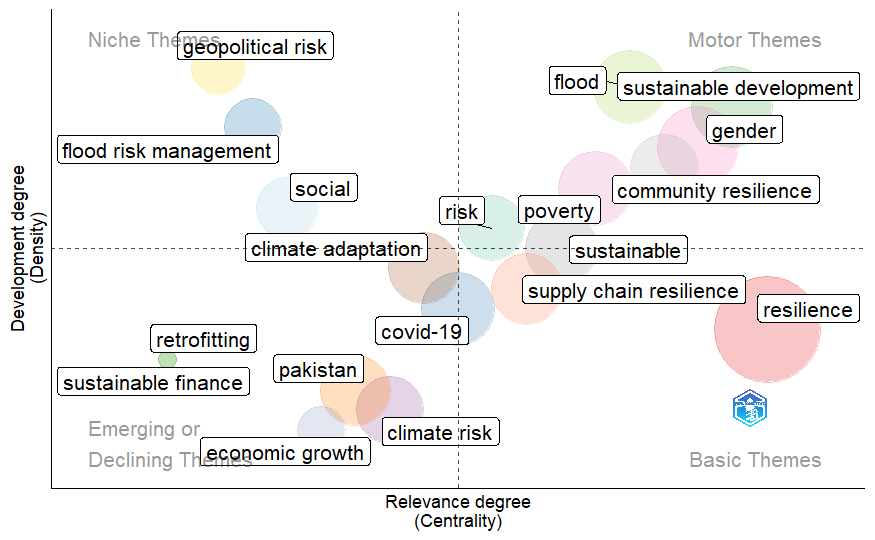 Niche Themes
Motor Themes
geopolitical risk
flood
sustainable development
gender
flood risk management
social
community resilience
risk
poverty
climate adaptation
sustainable
supply chain resilience
resilience
covid-19
retrofitting
pakistan
sustainable finance
climate risk
economic growth
Emerging or
Declining Themes
Basic Themes
Development degree
(Density)
Relevance degree
(Centrality)